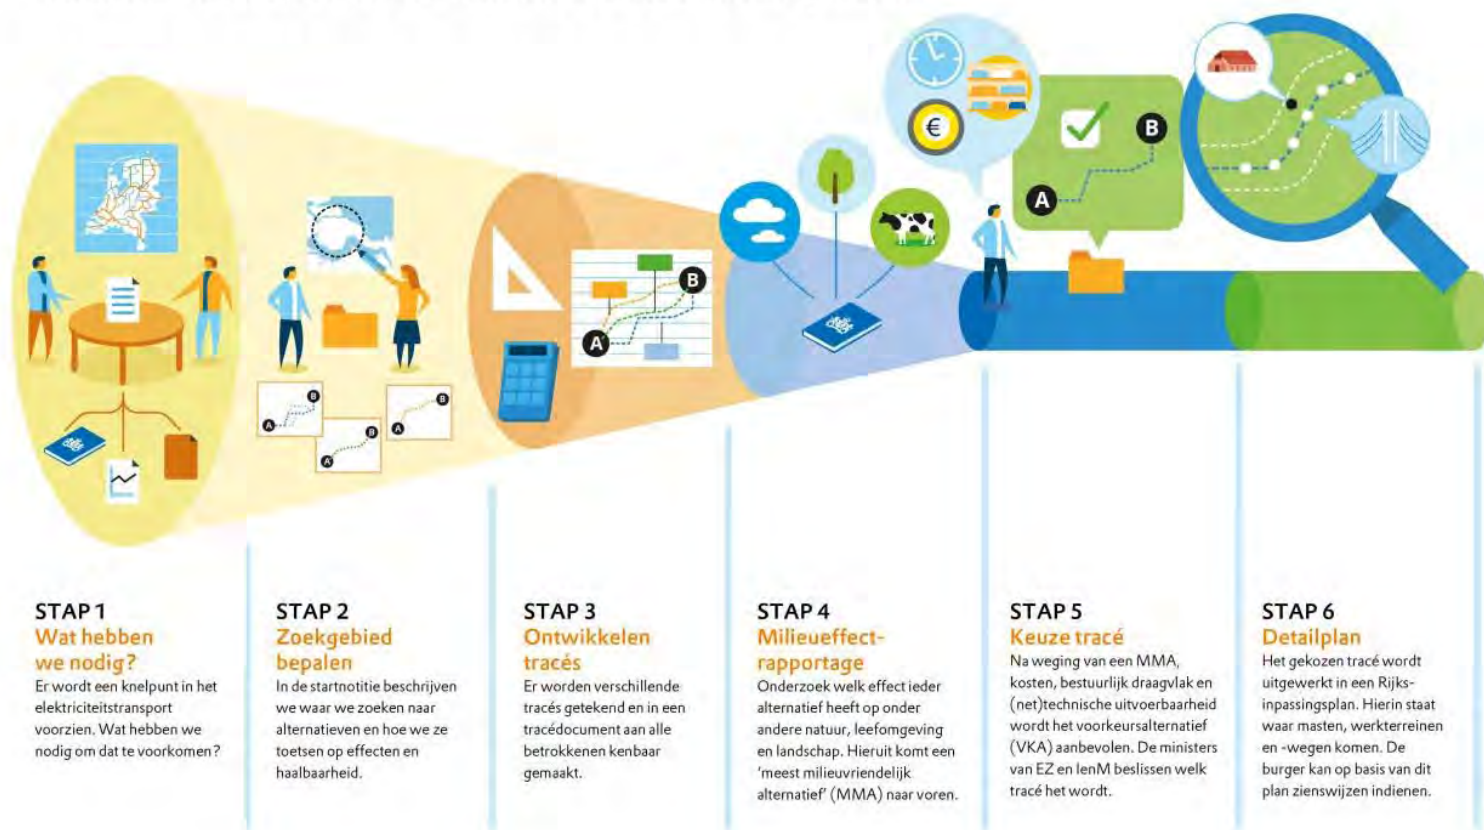 €
B
A
B
A
B
A
B
A
B
A
STAP 1
Wat hebben
we nodig?
Er wordt een knelpunt in het
elektriciteitstransport
voorzien. Wat hebben we
nodig om dat te voorkomen?
STAP 2
Zoekgebied
bepalen
In de startnotitie beschrijven
we waar we zoeken naar
alternatieven en hoe we ze
toetsen op effecten en
haalbaarheid.
STAP 3
Ontwikkelen
tracés
Er worden verschillende
tracés getekend en in een
tracédocument aan alle
betrokkenen kenbaar
gemaakt.
STAP 4
Milieueffect-
rapportage
Onderzoek welk effect ieder
alternatief heeft op onder
andere natuur, leefomgeving
en landschap. Hieruit komt een
‘meest milieuvriendelijk
alternatief’ (MMA) naar voren.
STAP 5
Keuze tracé
Na weging van een MMA,
kosten, bestuurlijk draagvlak en
(net)technische uitvoerbaarheid
wordt het voorkeursalternatief
(VKA) aanbevolen. De ministers
van EZ en IenM beslissen welk
tracé het wordt.
STAP 6
Detailplan
Het gekozen tracé wordt
uitgewerkt in een Rijks-
inpassingsplan. Hierin staat
waar masten, werkterreinen
en -wegen komen. De
burger kan op basis van dit
plan zienswijzen indienen.